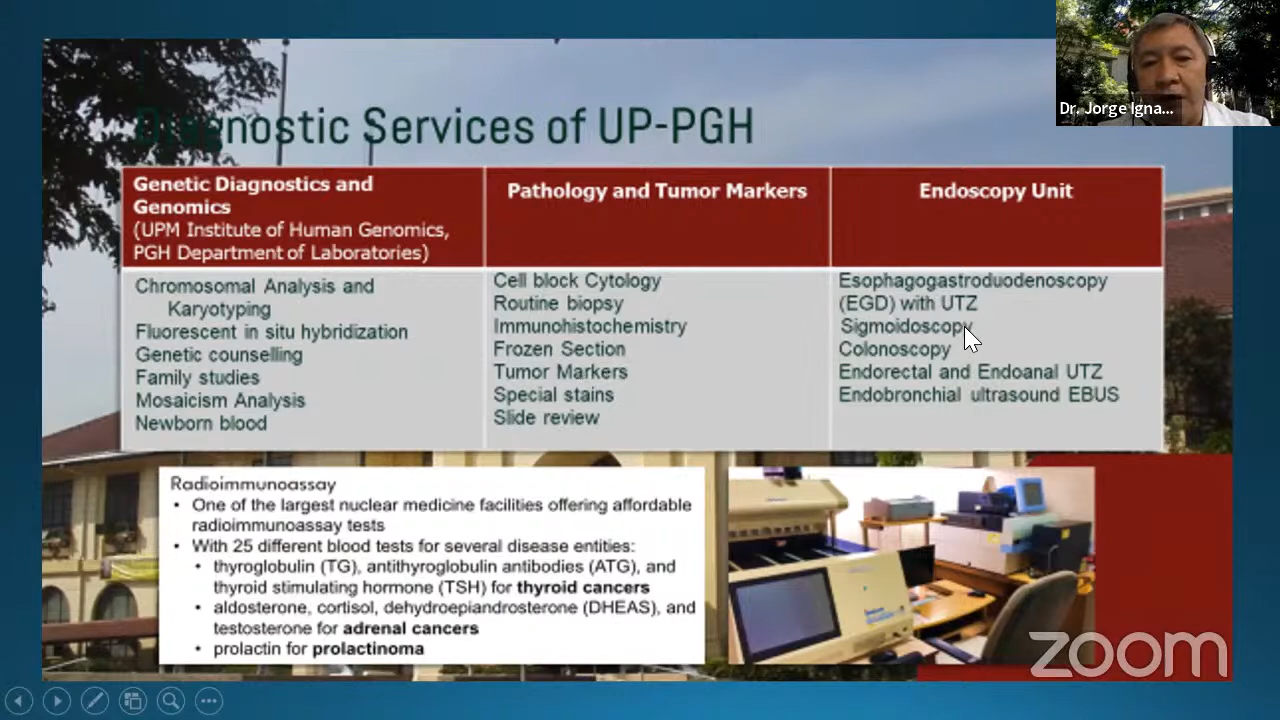 Dr. Jorge Igna...
Diagnostic Services of UP-PGH
Genetic Diagnostics and
Genomics
(UPM Institute of Human Genomics,
PGH Department of Laboratories)
Chromosomal Analysis and
Karyotyping
Fluorescent in situ hybridization
Genetic counselling
Family studies
Mosaicism Analysis
Newborn blood
Pathology and Tumor Markers
Cell block Cytology
Routine biopsy
Immunohistochemistry
Frozen Section
Tumor Markers
Special stains
Slide review
Endoscopy Unit
Esophagogastroduodenoscopy
(EGD) with UTZ
Sigmoidoscopy
Colonoscopy
Endorectal and Endoanal UTZ
Endobronchial ultrasound EBUS
Radioimmunoassay
• One of the largest nuclear medicine facilities offering affordable
radioimmunoassay tests
• With 25 different blood tests for several disease entities:
• thyroglobulin (TG), antithyroglobulin antibodies (ATG), and
thyroid stimulating hormone (TSH) for thyroid cancers
• aldosterone, cortisol, dehydroepiandrosterone (DHEAS), and
testosterone for adrenal cancers
• prolactin for prolactinoma
zoom